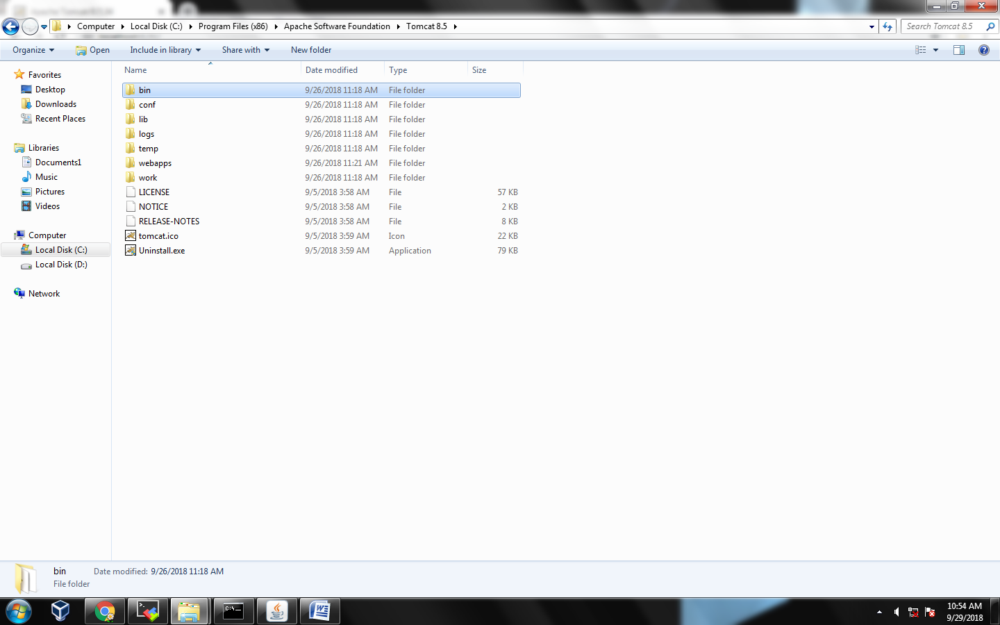 Computer Local Disk (C:) Program Files (x86) Apache Software Foundation Tomcat 8.5 Search Tomcat 8.5
Organize Open Include in library Share with New folder
Name Date modified Type Size
Favorites
Desktop
Downloads
Recent Places
Libraries
Documents1
Music
Pictures
Videos
Computer
Local Disk (C:)
Local Disk (D:)
Network
bin 9/26/2018 11:18 AM File folder
conf 9/26/2018 11:18 AM File folder
lib 9/26/2018 11:18 AM File folder
logs 9/26/2018 11:18 AM File folder
temp 9/26/2018 11:18 AM File folder
webapps 9/26/2018 11:21 AM File folder
work 9/26/2018 11:18 AM File folder
LICENSE 9/5/2018 3:58 AM File 57 KB
NOTICE 9/5/2018 3:58 AM File 2 KB
RELEASE-NOTES 9/5/2018 3:58 AM File 8 KB
tomcat.ico 9/5/2018 3:59 AM Icon 22 KB
Uninstall.exe 9/5/2018 3:59 AM Application 79 KB
bin Date modified: 9/26/2018 11:18 AM
File folder
10:54 AM
9/29/2018